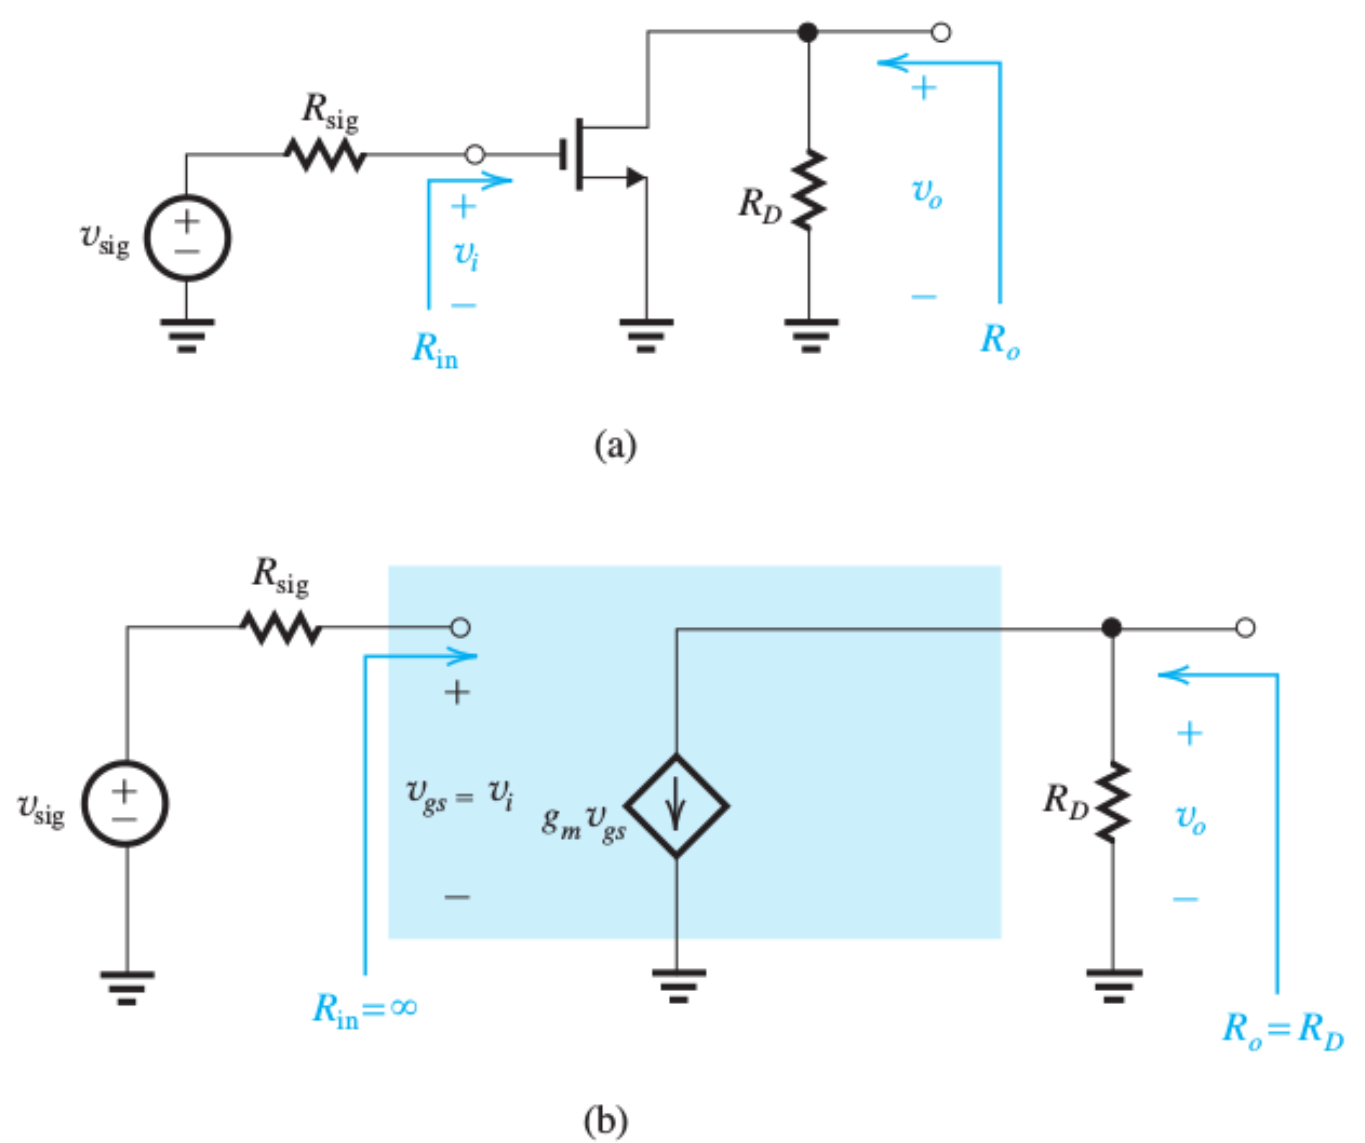 R_sig
v_sig
+
−
R_in
+
v_i
−
R_D
+
v_o
−
R_o
(a)
R_sig
v_sig
+
−
R_in = ∞
+
v_gs = v_i
−
g_m v_gs
R_D
+
v_o
−
R_o = R_D
(b)